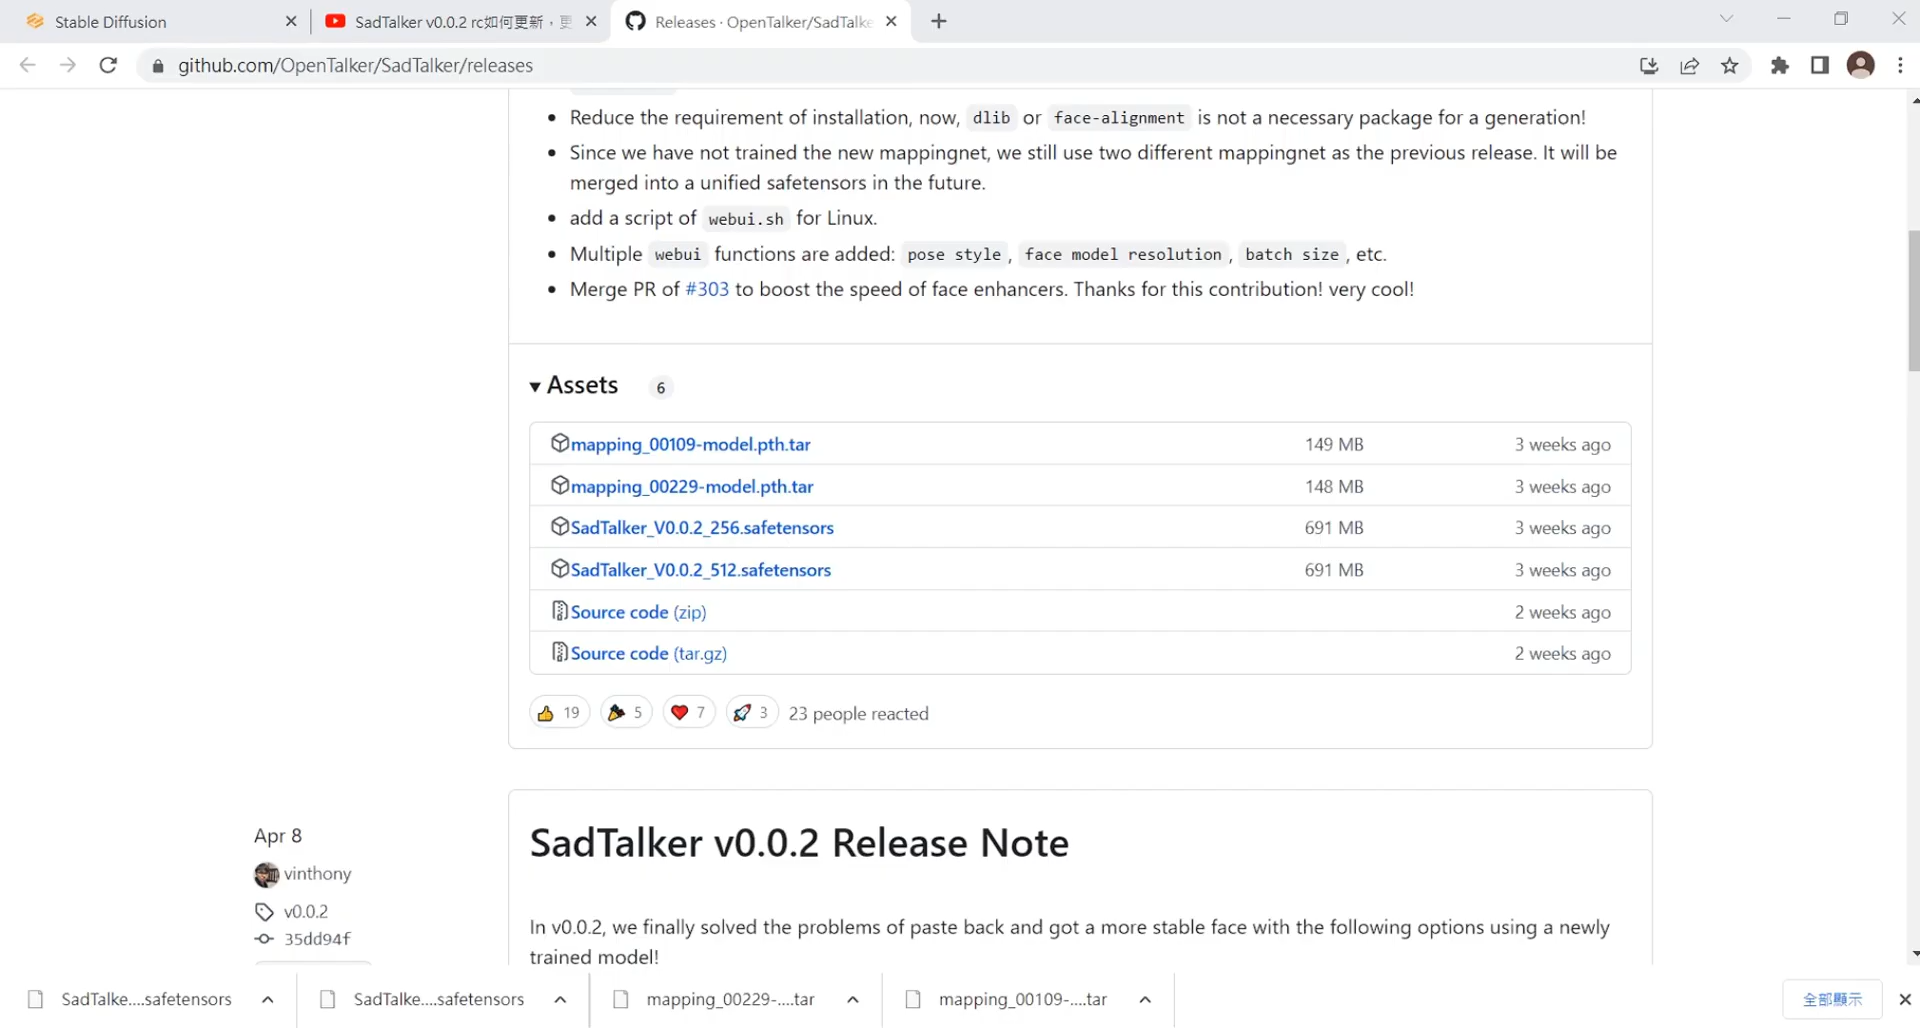 Stable Diffusion
SadTalker v0.0.2 rc如何更新，更
Releases · OpenTalker/SadTalke
github.com/OpenTalker/SadTalker/releases
Reduce the requirement of installation, now, dlib or face-alignment is not a necessary package for a generation!
Since we have not trained the new mappingnet, we still use two different mappingnet as the previous release. It will be
merged into a unified safetensors in the future.
add a script of webui.sh for Linux.
Multiple webui functions are added: pose style, face model resolution, batch size, etc.
Merge PR of #303 to boost the speed of face enhancers. Thanks for this contribution! very cool!
Assets 6
mapping_00109-model.pth.tar 149 MB 3 weeks ago
mapping_00229-model.pth.tar 148 MB 3 weeks ago
SadTalker_V0.0.2_256.safetensors 691 MB 3 weeks ago
SadTalker_V0.0.2_512.safetensors 691 MB 3 weeks ago
Source code (zip) 2 weeks ago
Source code (tar.gz) 2 weeks ago
19 5 7 3 23 people reacted
Apr 8
vinthony
v0.0.2
35dd94f
SadTalker v0.0.2 Release Note
In v0.0.2, we finally solved the problems of paste back and got a more stable face with the following options using a newly
trained model!
SadTalke....safetensors
SadTalke....safetensors
mapping_00229-....tar
mapping_00109-....tar
全部顯示